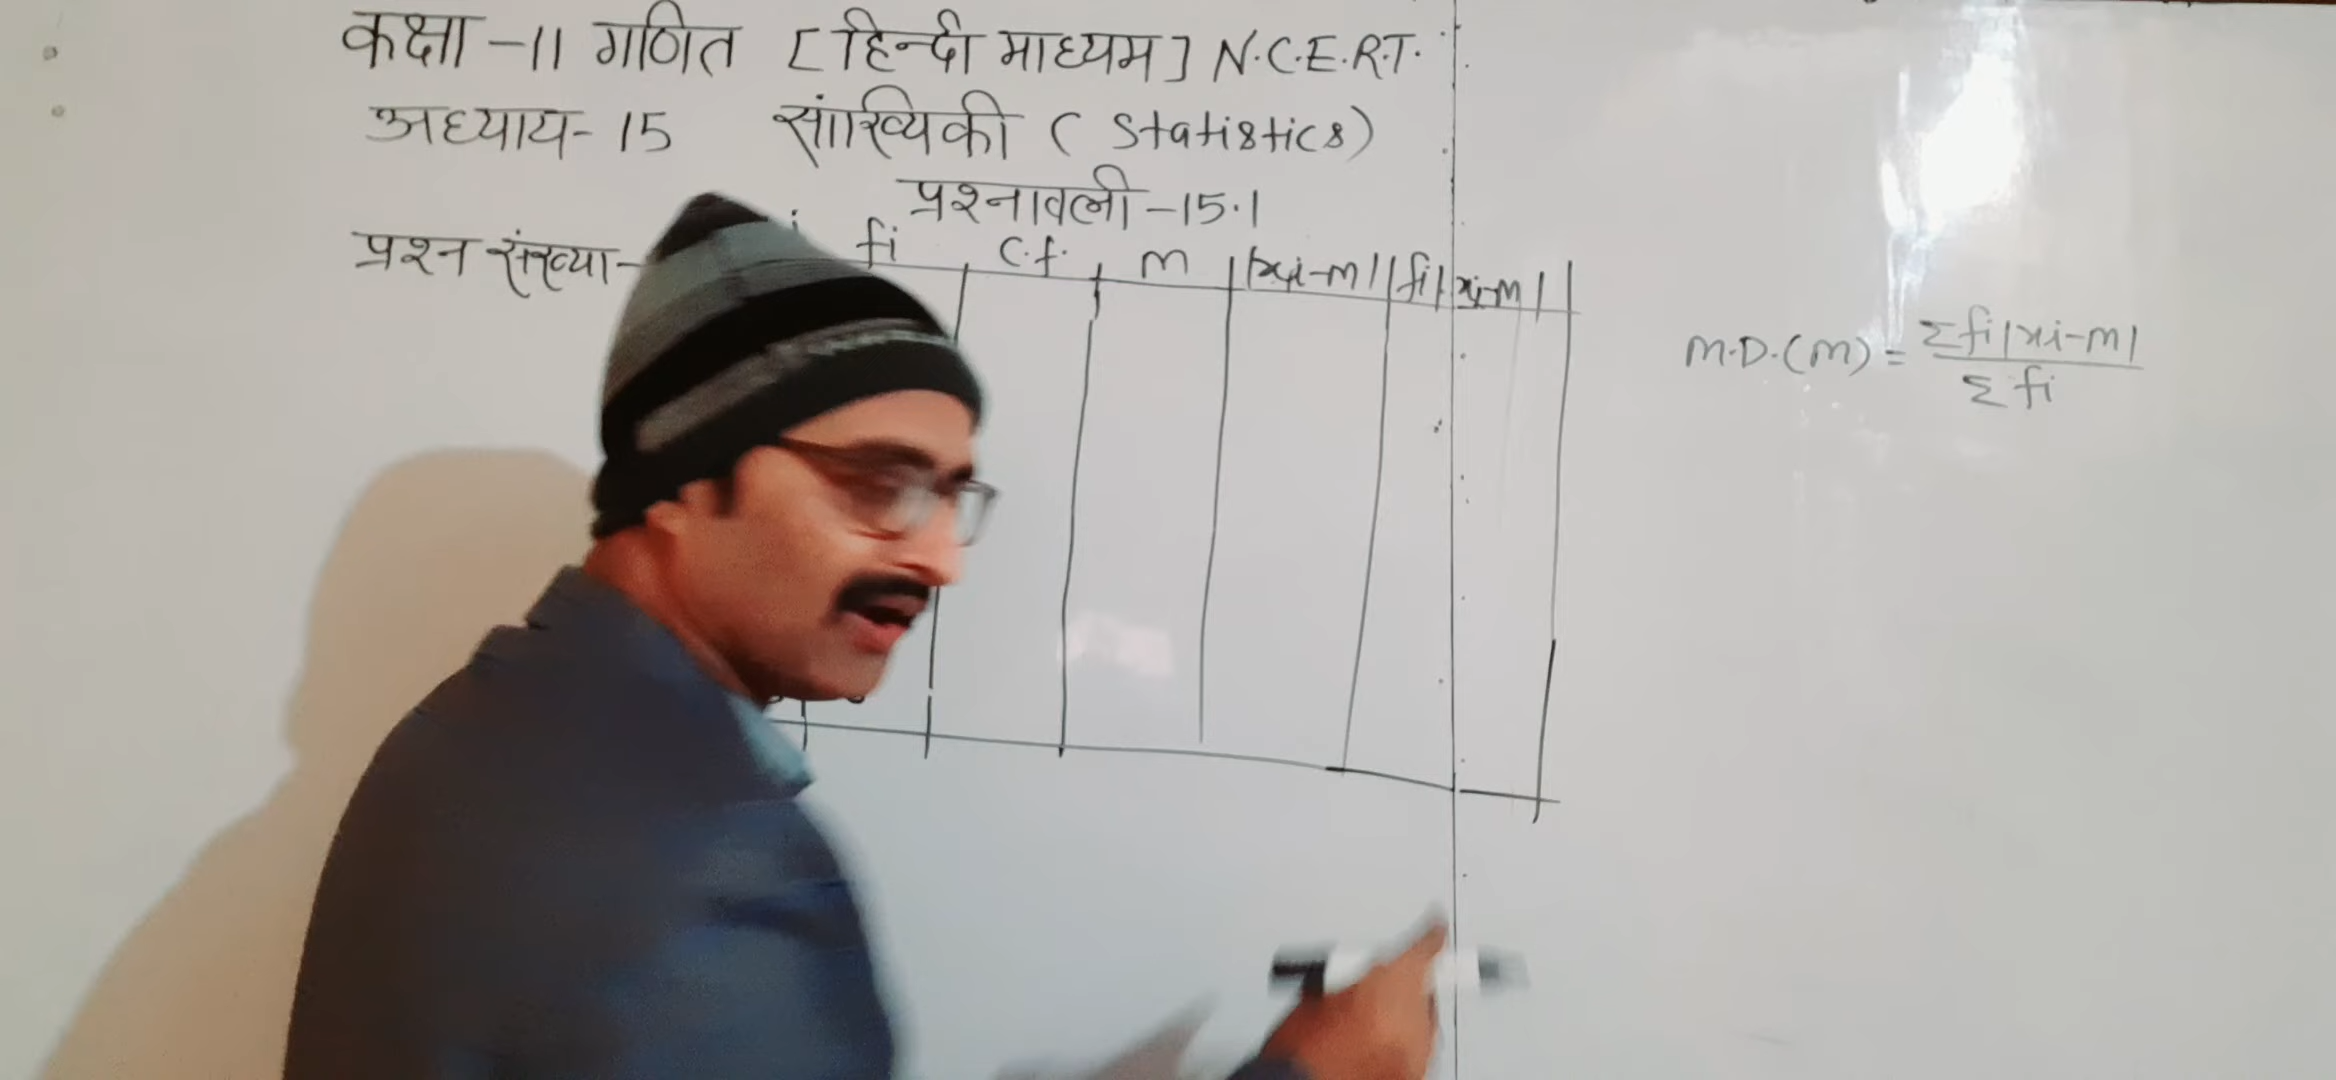 कक्षा -11 गणित [हिन्दी माध्यम] N.C.E.R.T.
अध्याय- 15 सांख्यिकी ( Statistics)
प्रश्नावली -15.1
प्रश्न संख्या-
fi c.f. m |xi-m| fi|xi-m|
M.D.(m) = Σfi|xi-m| / Σfi